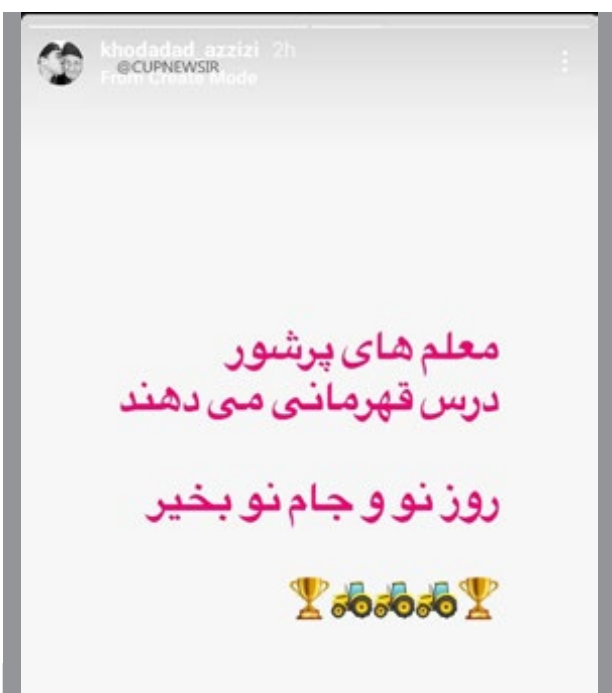 khodadad_azzizi 2h
@CUPNEWSIR
From Create Mode
معلم های پرشور
درس قهرمانی می دهند
روز نو و جام نو بخیر
🏆🚜🚜🚜🏆